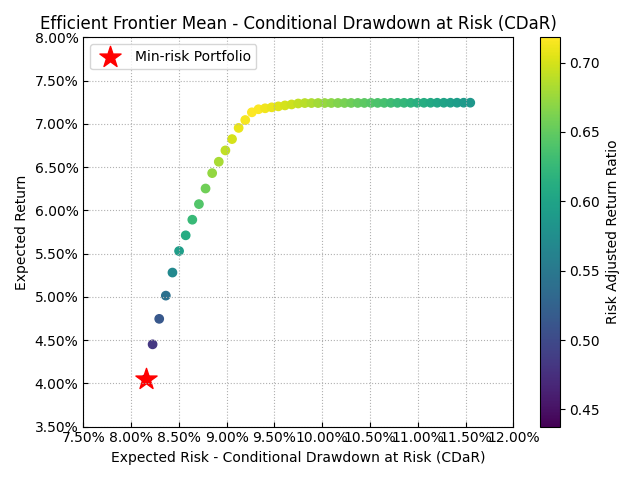 Efficient Frontier Mean - Conditional Drawdown at Risk (CDaR)
Min-risk Portfolio
8.00%
7.50%
7.00%
6.50%
6.00%
5.50%
5.00%
4.50%
4.00%
3.50%
Expected Return
7.50% 8.00% 8.50% 9.00% 9.50% 10.00% 10.50% 11.00% 11.50% 12.00%
Expected Risk - Conditional Drawdown at Risk (CDaR)
0.70
0.65
0.60
0.55
0.50
0.45
Risk Adjusted Return Ratio